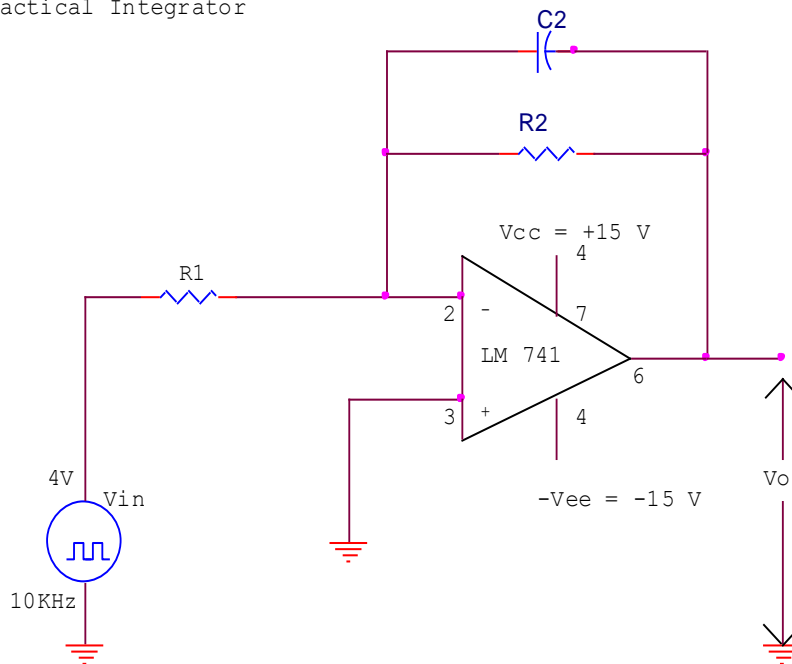 actical Integrator
C2
R2
Vcc = +15 V
4
R1
7
2
-
LM 741
6
3
+
4
4V
Vin
-Vee = -15 V
Vo
10KHz